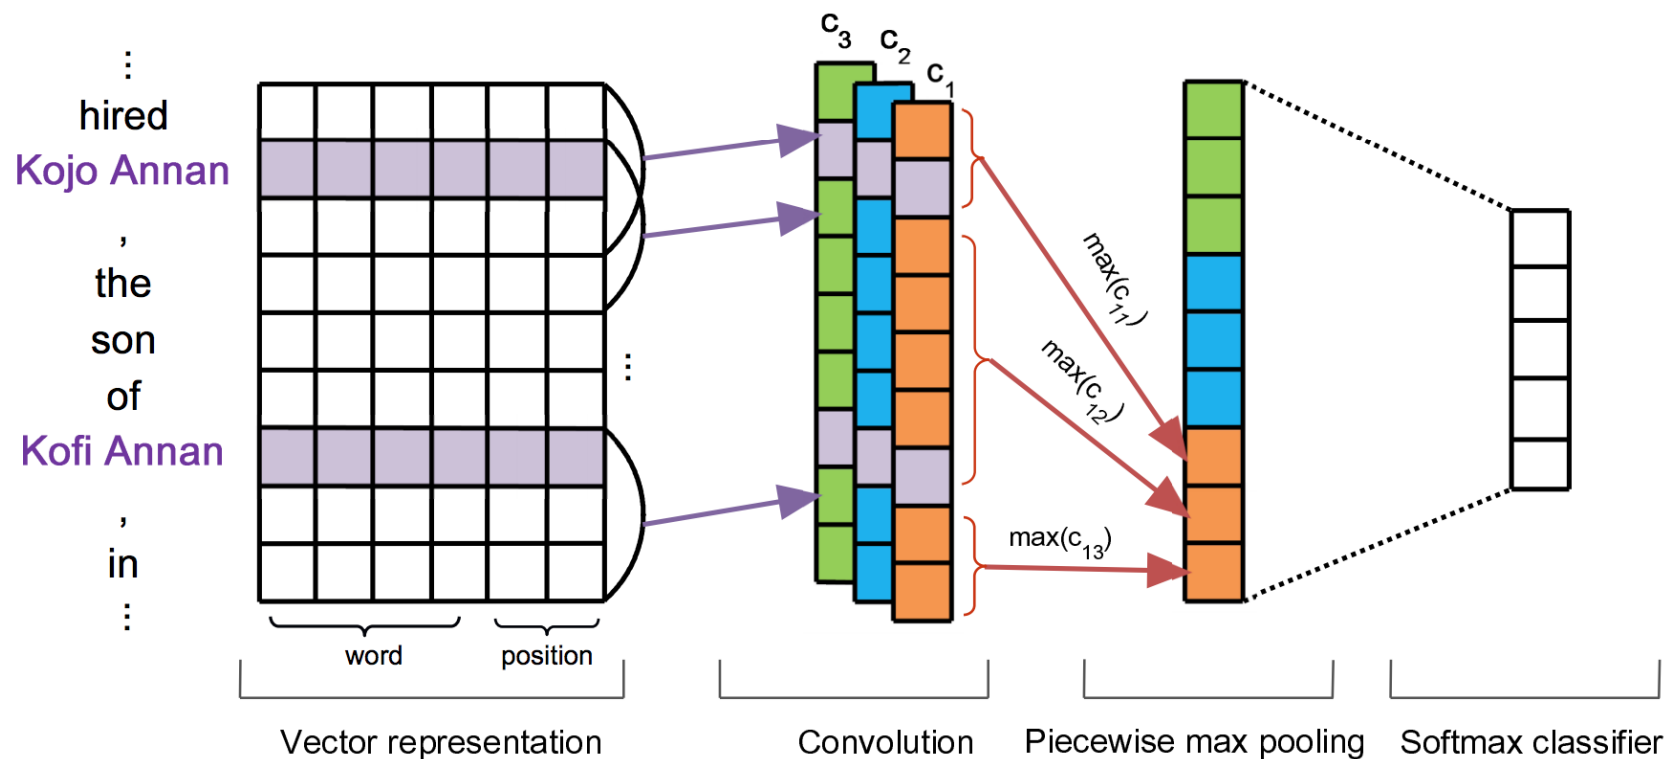 ⋮
hired
Kojo Annan
,
the
son
of
Kofi Annan
,
in
⋮
word
position
Vector representation
⋮
c3
c2
c1
Convolution
max(c11)
max(c12)
max(c13)
Piecewise max pooling
Softmax classifier